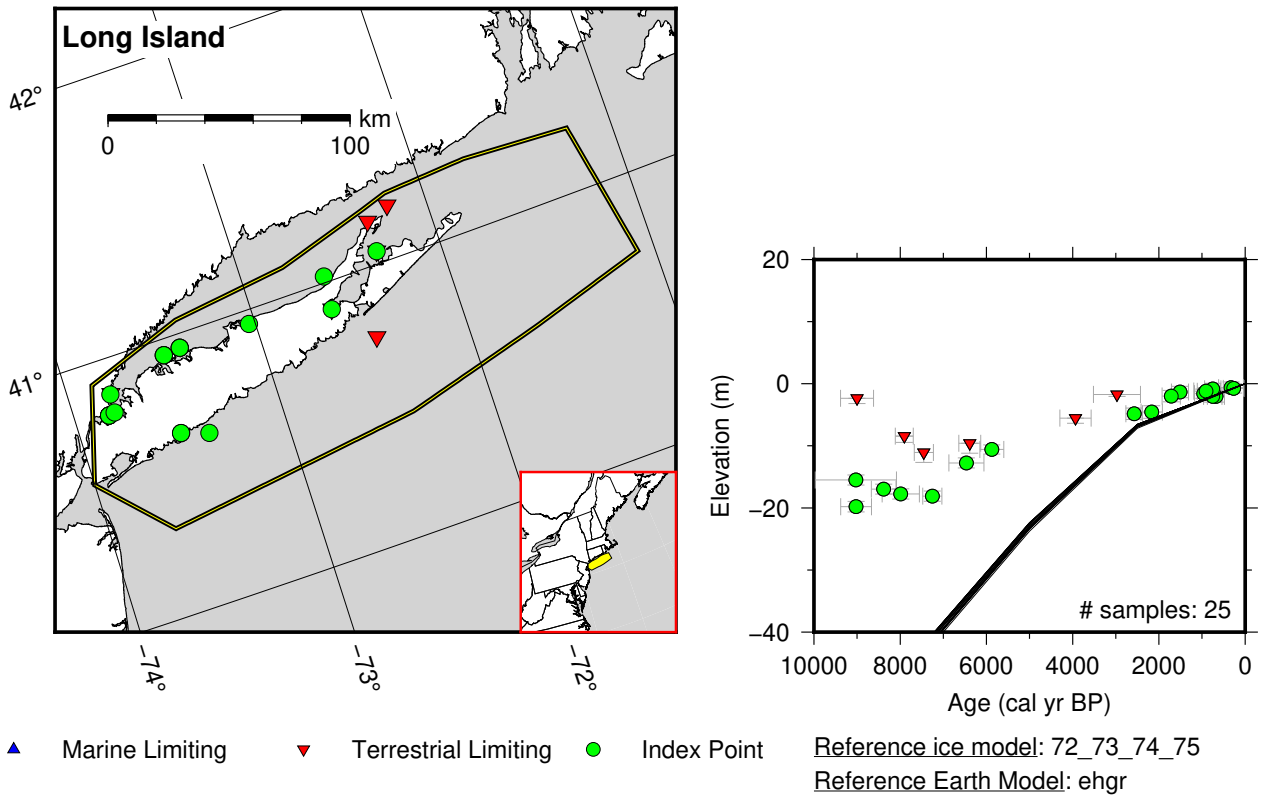 Long Island
42°
41°
km
0 100
−74°
−73°
−72°
20
0
−20
−40
Elevation (m)
# samples: 25
10000 8000 6000 4000 2000 0
Age (cal yr BP)
Marine Limiting Terrestrial Limiting Index Point
Reference ice model: 72_73_74_75
Reference Earth Model: ehgr